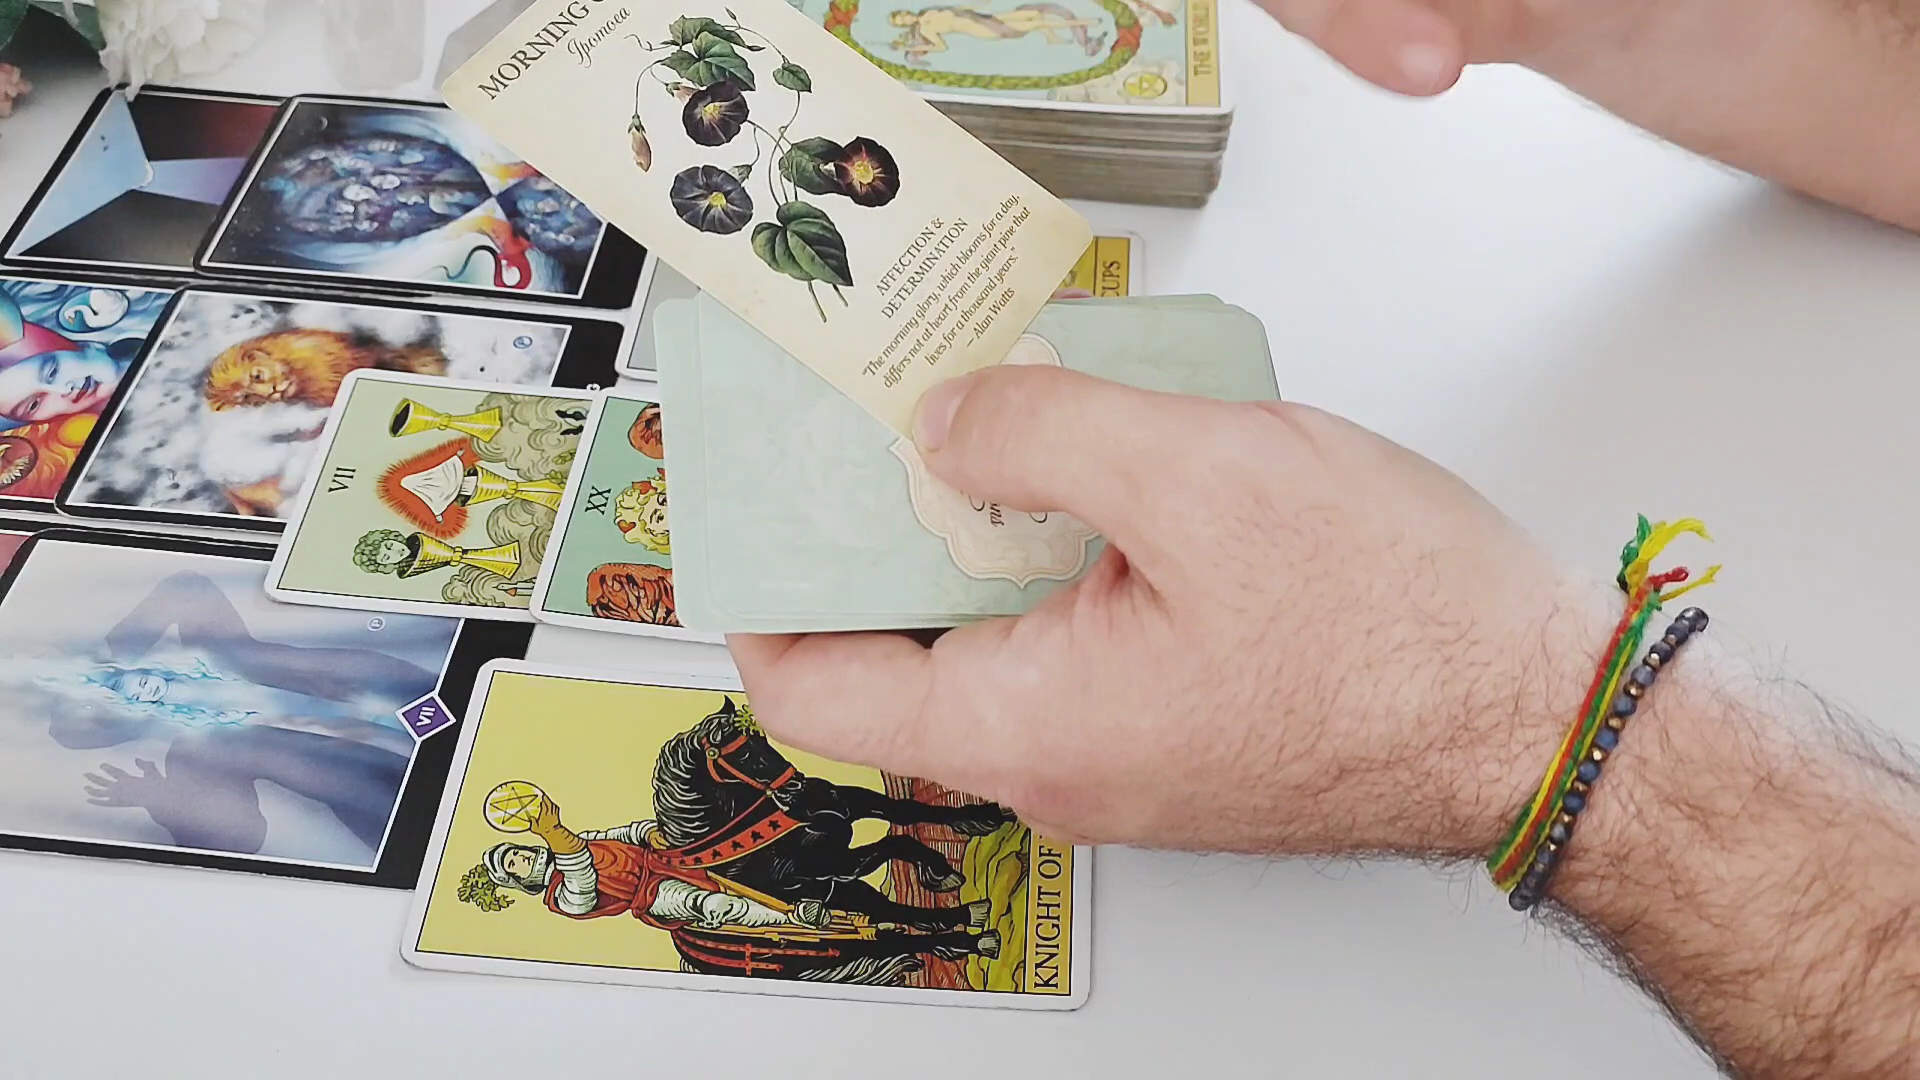 MORNING
Ipomoea
AFFECTION &
DETERMINATION
"The morning glory, which blooms for a day,
differs not at heart from the giant pine that
lives for a thousand years."
— Alan Watts
THE WORLD
CUPS
VII
XX
VII
KNIGHT OF